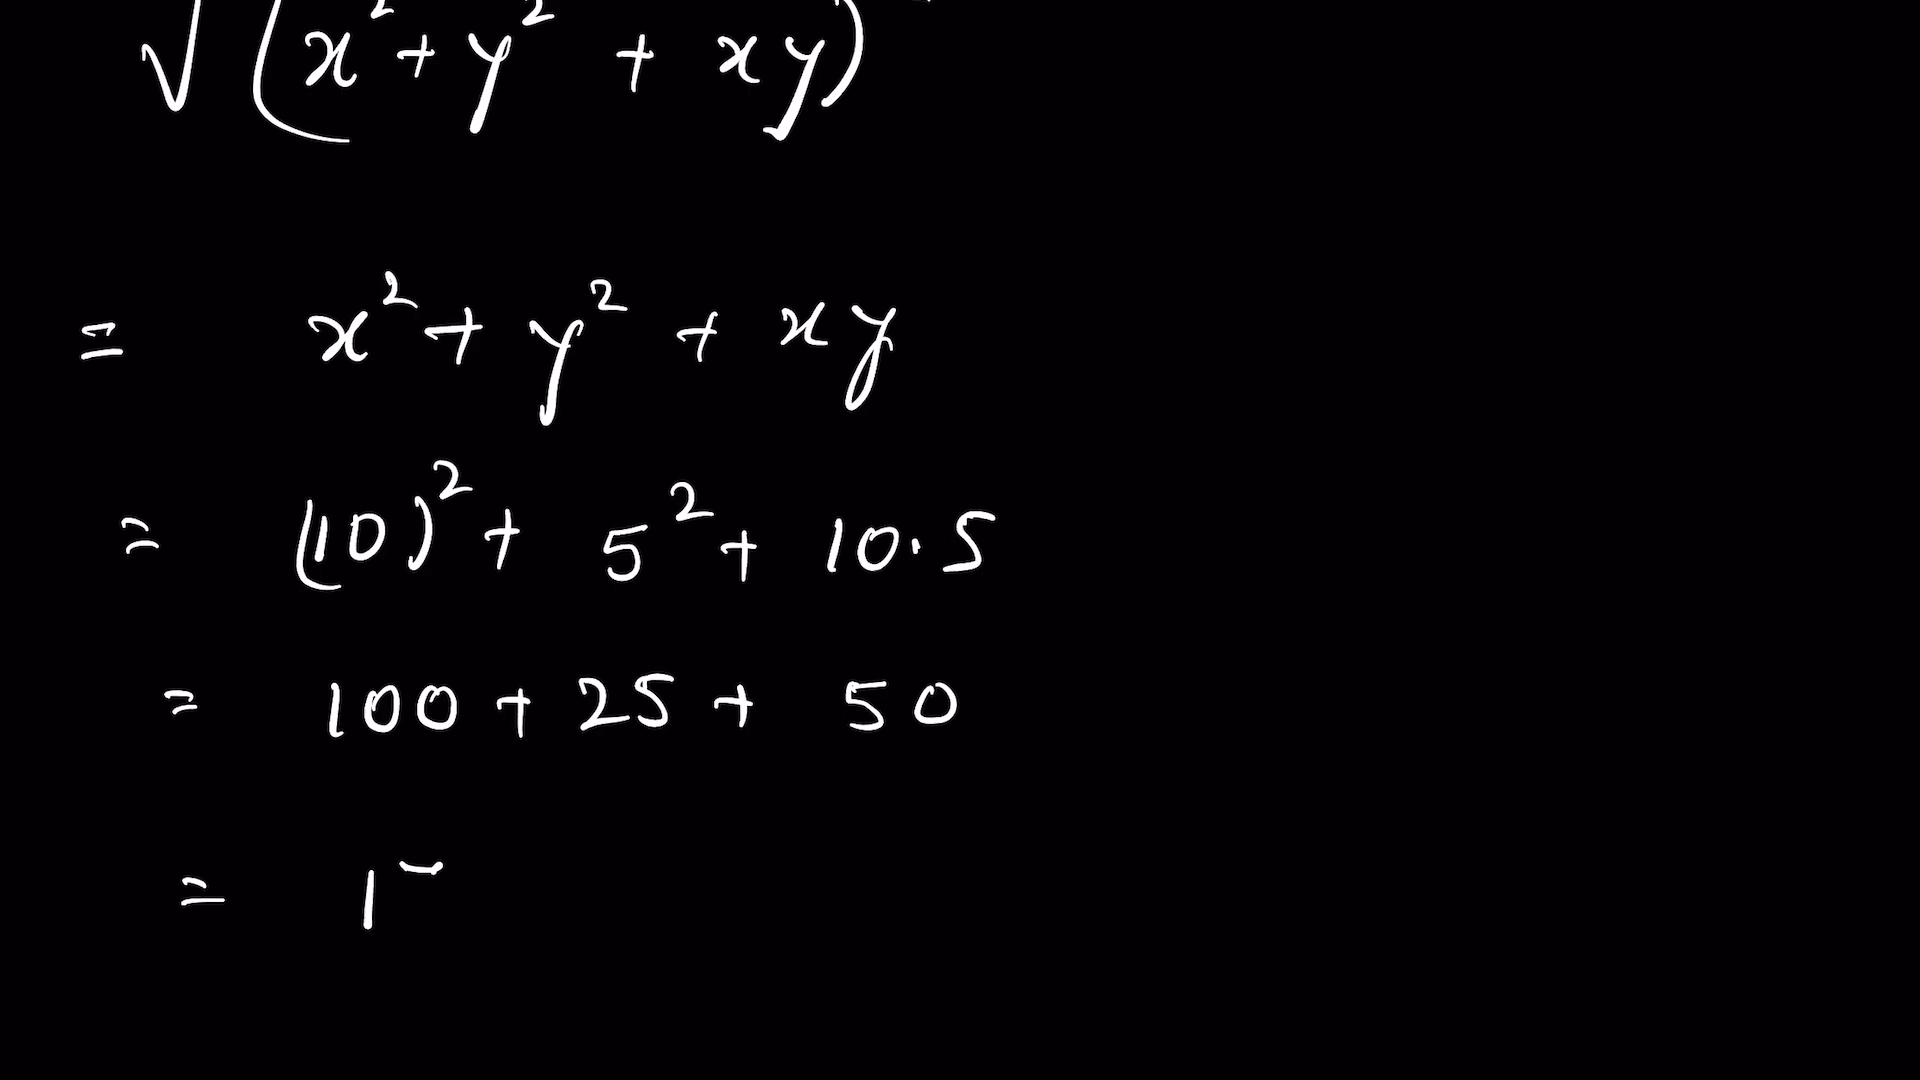 √(x²+y² + xy)
= x² + y² + xy
= (10)² + 5² + 10.5
= 100 + 25 + 50
= 1